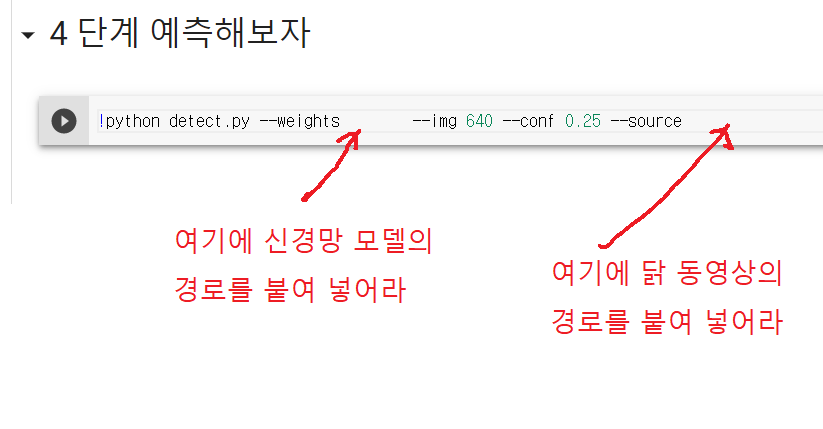 4 단계 예측해보자
!python detect.py --weights --img 640 --conf 0.25 --source
여기에 신경망 모델의
경로를 붙여 넣어라
여기에 닭 동영상의
경로를 붙여 넣어라